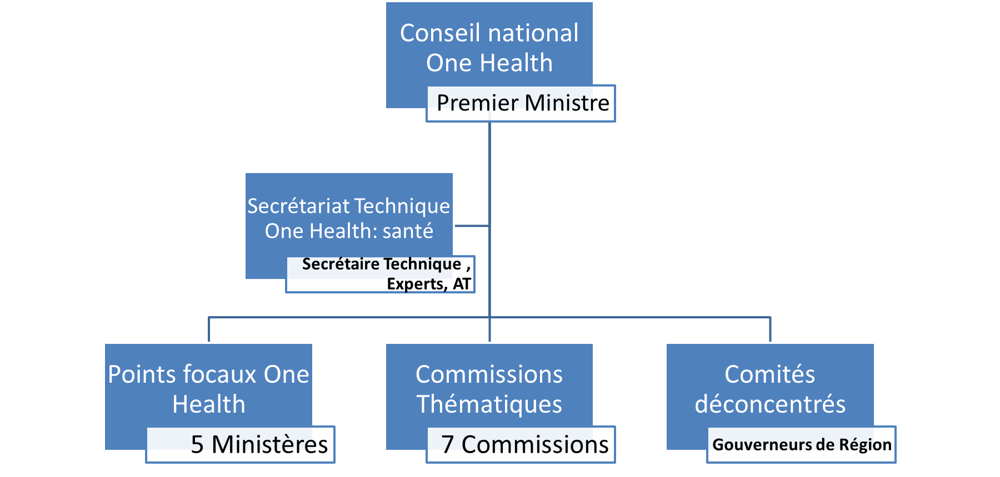 Conseil national
One Health
Premier Ministre
Secrétariat Technique
One Health: santé
Secrétaire Technique ,
Experts, AT
Points focaux One
Health
5 Ministères
Commissions
Thématiques
7 Commissions
Comités
déconcentrés
Gouverneurs de Région